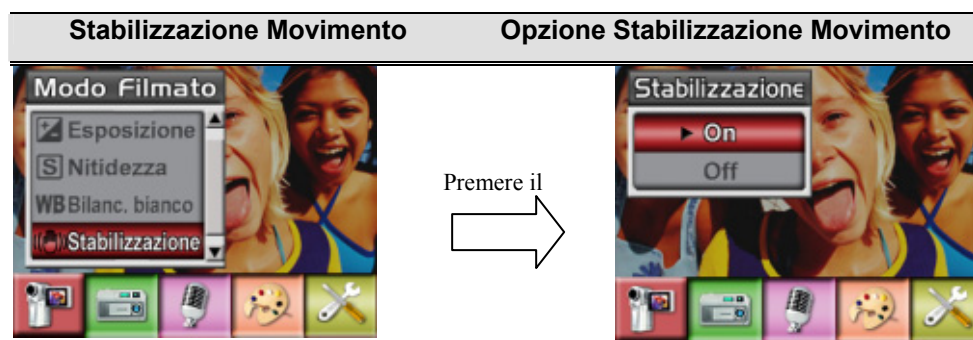 Stabilizzazione Movimento Opzione Stabilizzazione Movimento
Modo Filmato
Esposizione
S Nitidezza
WB Bilanc. bianco
Stabilizzazione
Premere il
Stabilizzazione
On
Off